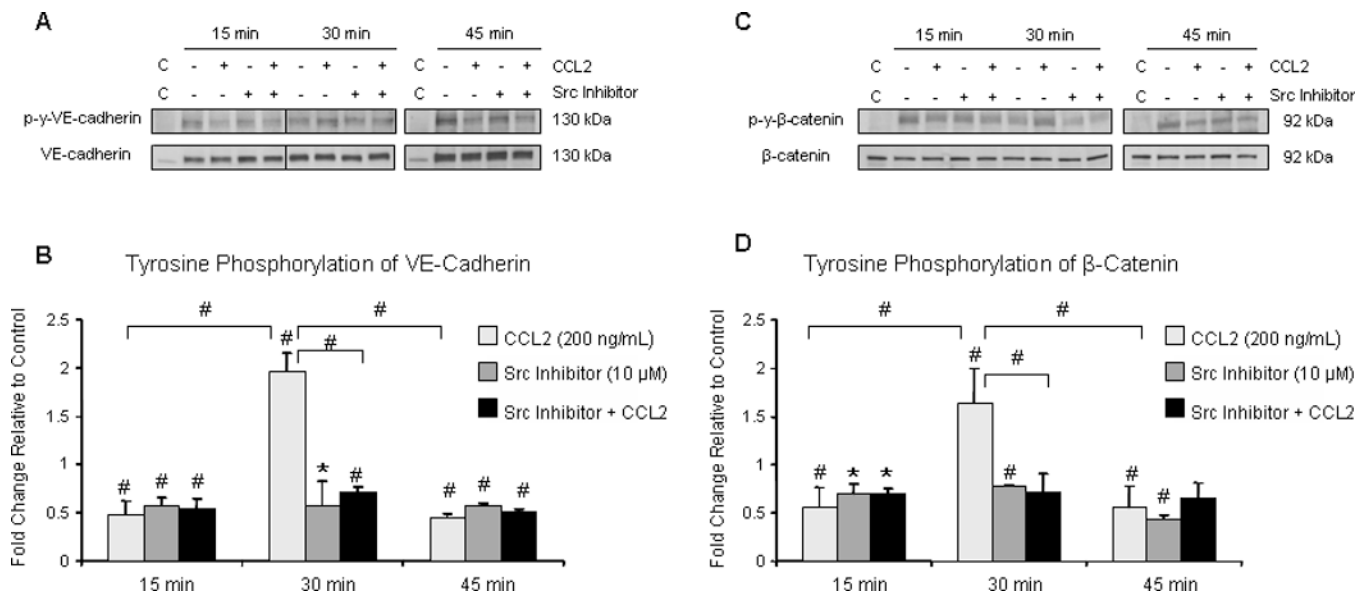 A
15 min 30 min 45 min
C - + - + - + - + C - + - + CCL2
C - - + + - - + + C - - + + Src Inhibitor
p-y-VE-cadherin 130 kDa
VE-cadherin 130 kDa
C
15 min 30 min 45 min
C - + - + - + - + C - + - + CCL2
C - - + + - - + + C - - + + Src Inhibitor
p-y-β-catenin 92 kDa
β-catenin 92 kDa
B
Tyrosine Phosphorylation of VE-Cadherin
Fold Change Relative to Control
2.5
2
1.5
1
0.5
0
# #
# #
# # # * # # # #
CCL2 (200 ng/mL)
Src Inhibitor (10 µM)
Src Inhibitor + CCL2
15 min 30 min 45 min
D
Tyrosine Phosphorylation of β-Catenin
Fold Change Relative to Control
2.5
2
1.5
1
0.5
0
# #
# #
# * * # # #
CCL2 (200 ng/mL)
Src Inhibitor (10 µM)
Src Inhibitor + CCL2
15 min 30 min 45 min